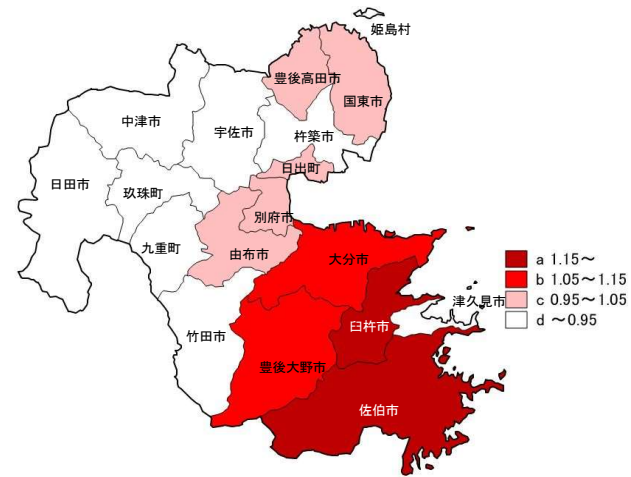 姫島村
豊後高田市
国東市
中津市
宇佐市
杵築市
日出町
日田市
玖珠町
別府市
九重町
由布市
大分市
a 1.15～
b 1.05～1.15
津久見市
c 0.95～1.05
d ～0.95
臼杵市
竹田市
豊後大野市
佐伯市